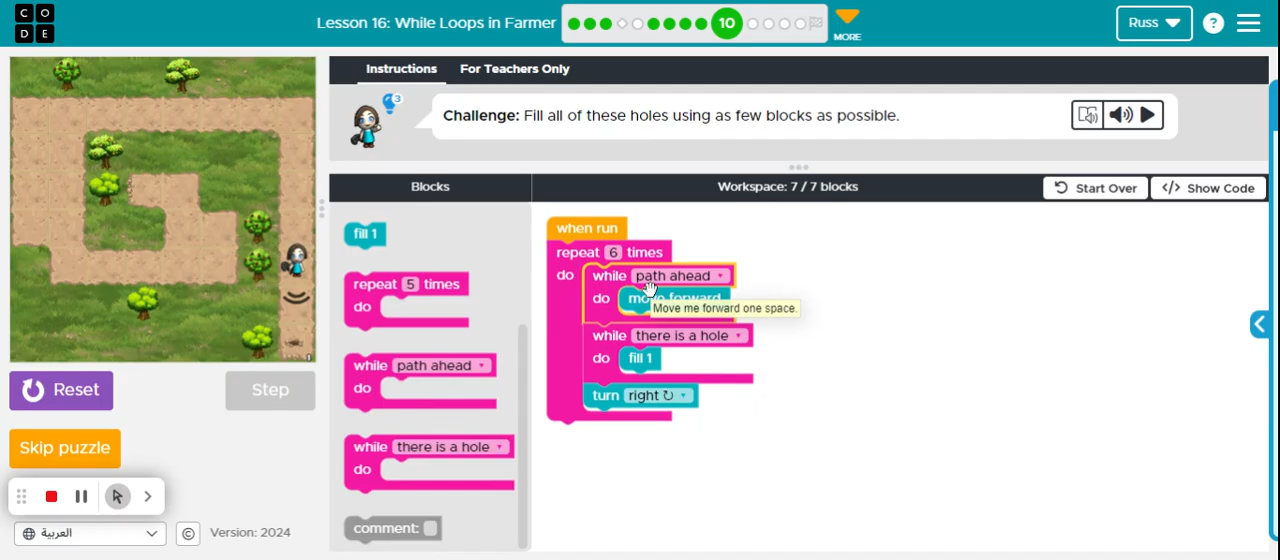 C O
D E
Lesson 16: While Loops in Farmer
10
MORE
Russ
?
Instructions
For Teachers Only
3
Challenge: Fill all of these holes using as few blocks as possible.
Blocks
Workspace: 7 / 7 blocks
Start Over
</> Show Code
fill 1
repeat 5 times
do
while path ahead
do
while there is a hole
do
comment:
when run
repeat 6 times
do
while path ahead
do
move forward
Move me forward one space.
while there is a hole
do
fill 1
turn right ↻
1
Reset
Step
Skip puzzle
العربية
©
Version: 2024